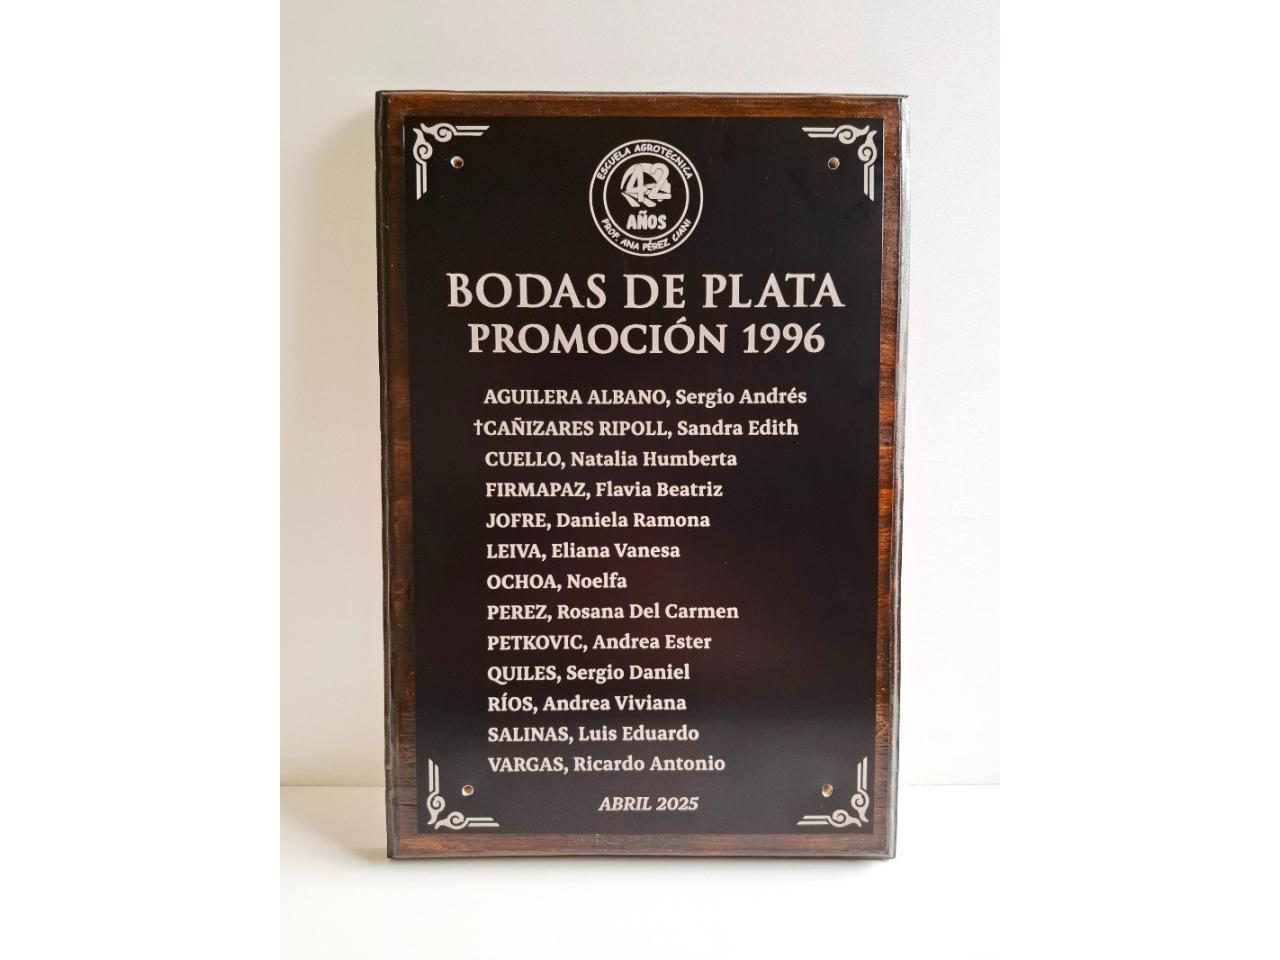 ESCUELA AGROTECNICA
42
AÑOS
PROF. ANA PÉREZ CIANI
BODAS DE PLATA
PROMOCIÓN 1996
AGUILERA ALBANO, Sergio Andrés
†CAÑIZARES RIPOLL, Sandra Edith
CUELLO, Natalia Humberta
FIRMAPAZ, Flavia Beatriz
JOFRE, Daniela Ramona
LEIVA, Eliana Vanesa
OCHOA, Noelfa
PEREZ, Rosana Del Carmen
PETKOVIC, Andrea Ester
QUILES, Sergio Daniel
RÍOS, Andrea Viviana
SALINAS, Luis Eduardo
VARGAS, Ricardo Antonio
ABRIL 2025